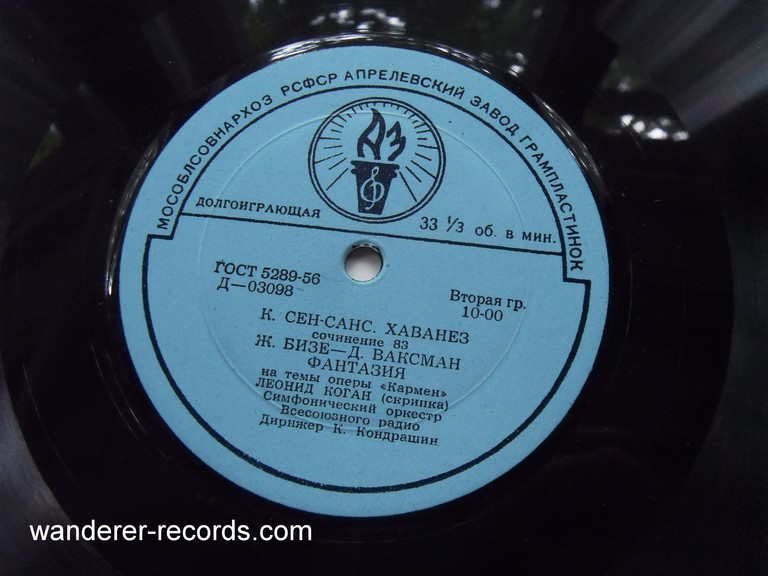 МОСОБЛСОВНАРХОЗ РСФСР АПРЕЛЕВСКИЙ ЗАВОД ГРАМПЛАСТИНОК
АЗ
ДОЛГОИГРАЮЩАЯ
33 ⅓ об. в мин.
ГОСТ 5289-56
Д—03098
Вторая гр.
10-00
К. СЕН-САНС. ХАВАНЕЗ
сочинение 83
Ж. БИЗЕ—Д. ВАКСМАН
ФАНТАЗИЯ
на темы оперы «Кармен»
ЛЕОНИД КОГАН (скрипка)
Симфонический оркестр
Всесоюзного радио
Дирижер К. Кондрашин
wanderer-records.com